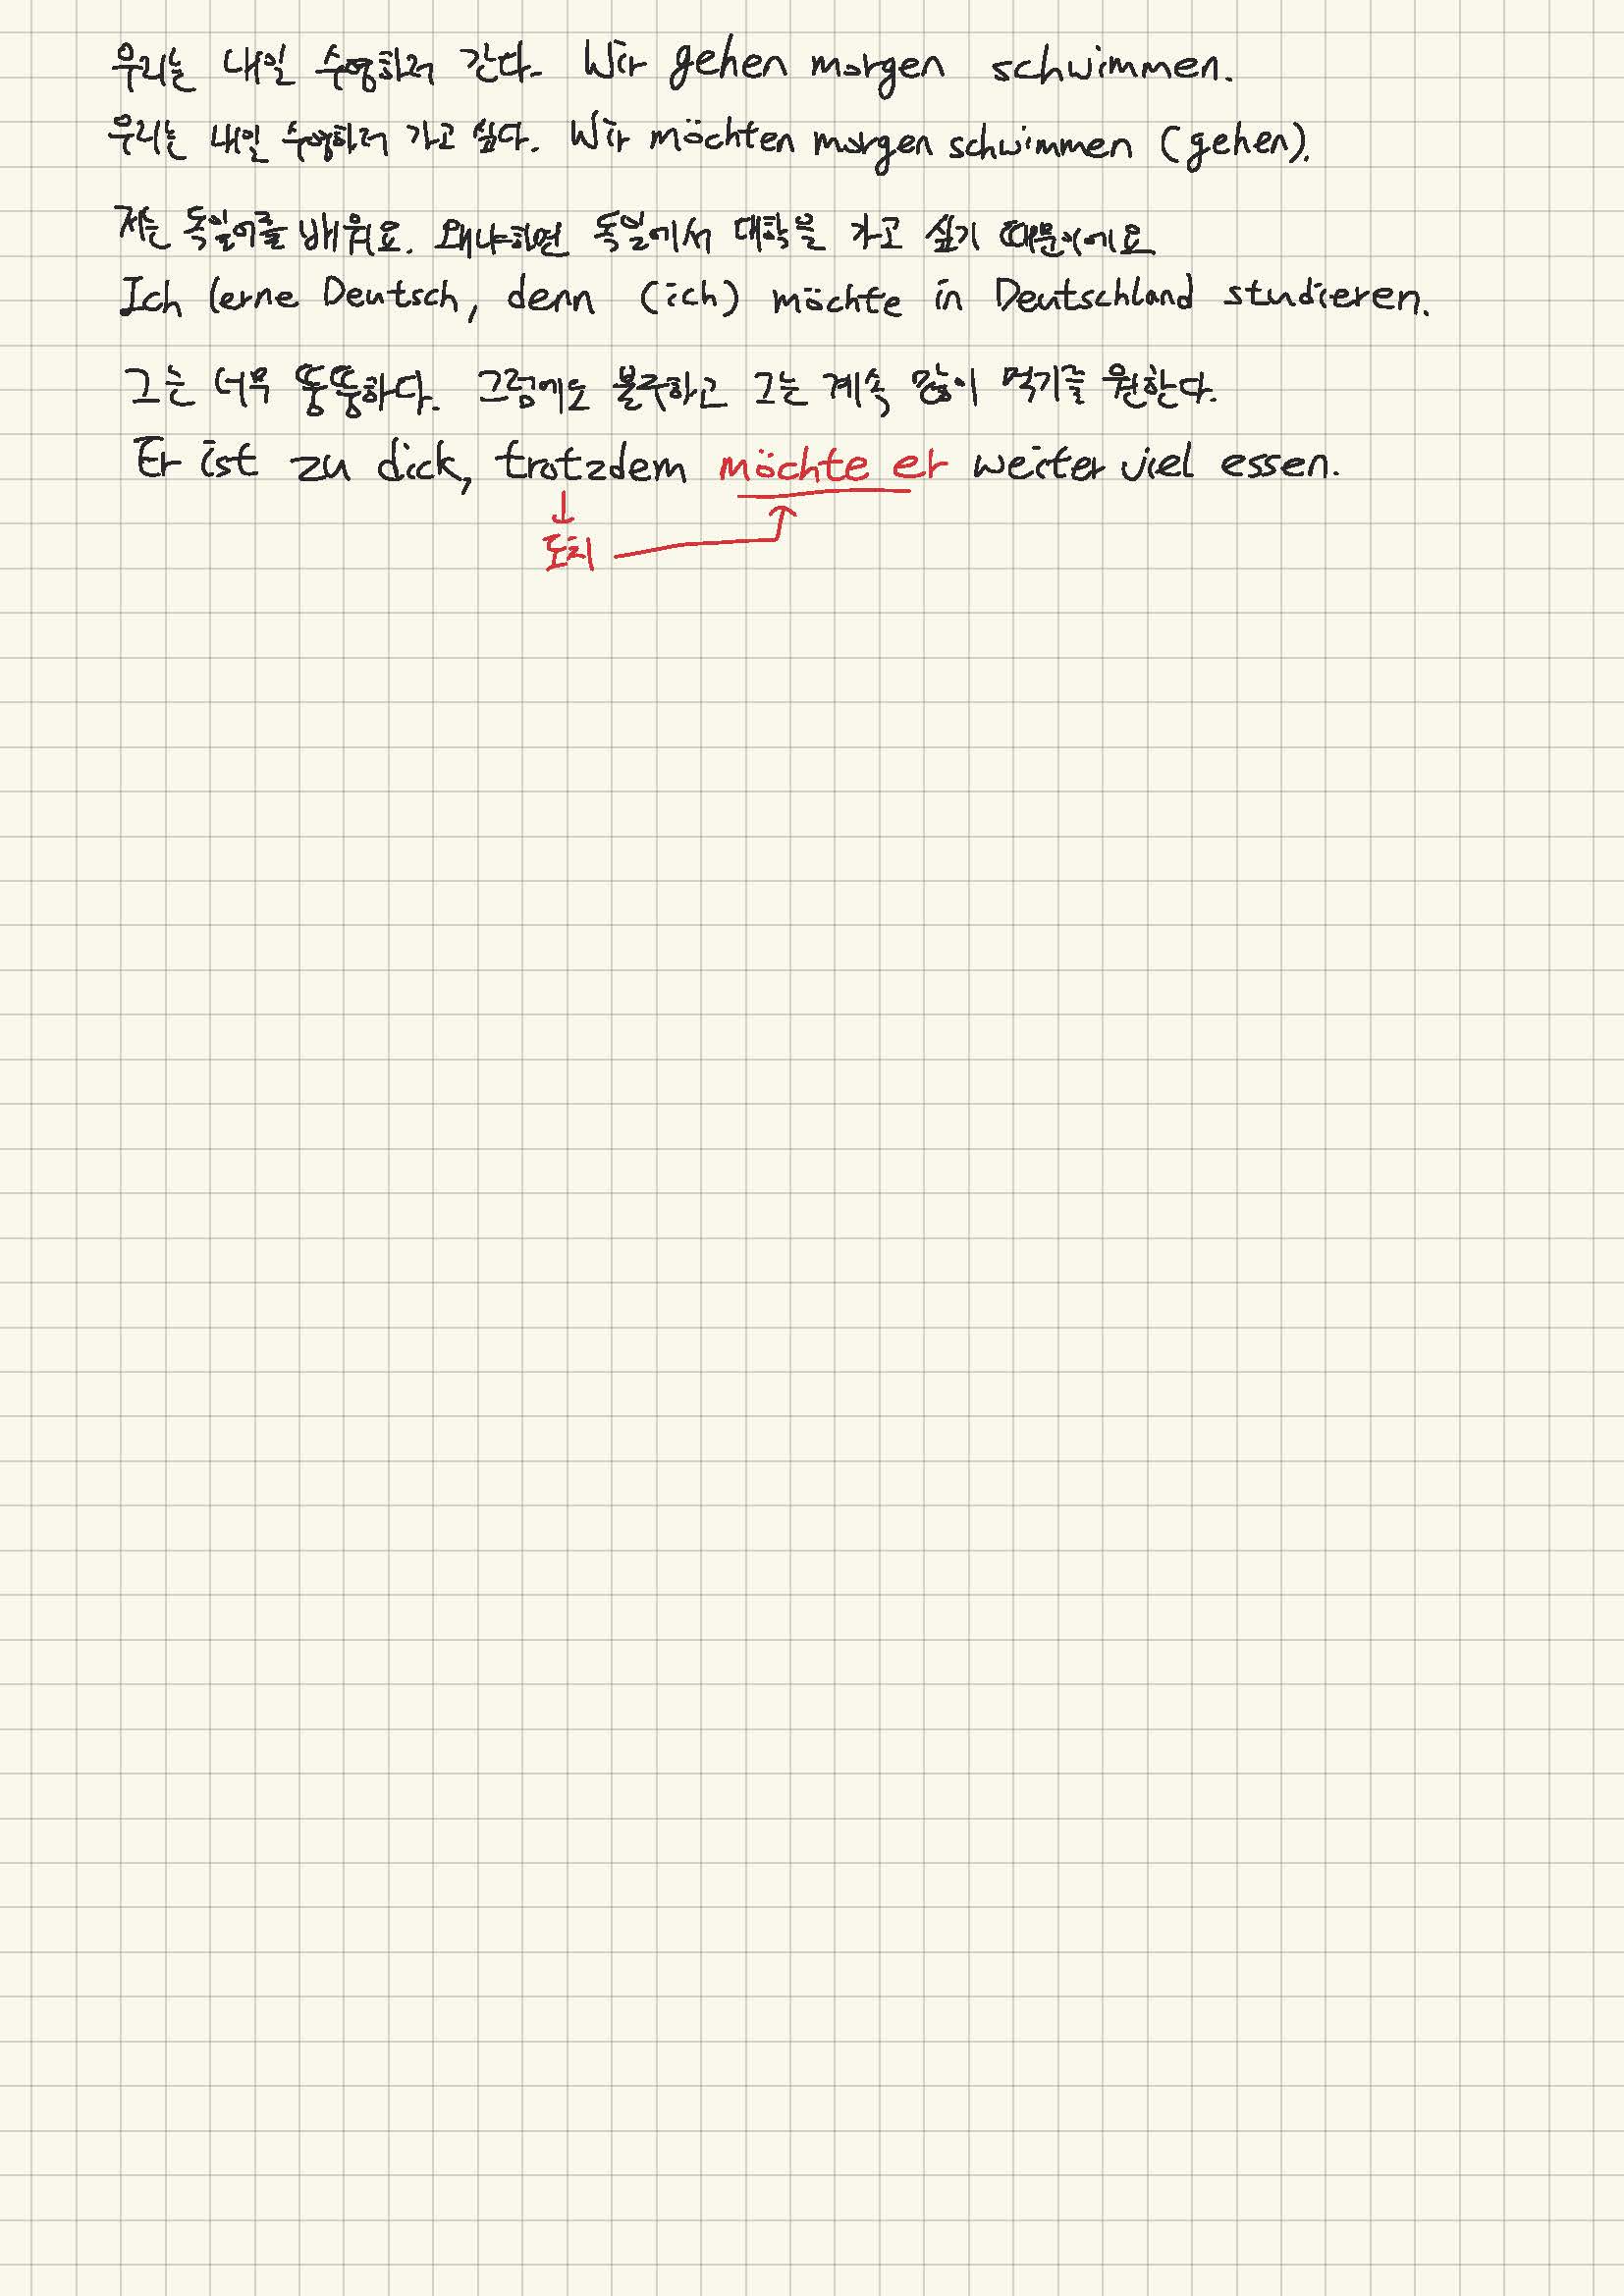 우리는 내일 수영하러 간다. Wir gehen morgen schwimmen.
우리는 내일 수영하러 가고 싶다. Wir möchten morgen schwimmen (gehen).
저는 독일어를 배워요. 왜냐하면 독일에서 대학을 가고 싶기 때문이에요
Ich lerne Deutsch, denn (ich) möchte in Deutschland studieren.
그는 너무 뚱뚱하다. 그럼에도 불구하고 그는 계속 많이 먹기를 원한다.
Er ist zu dick, trotzdem möchte er weiter viel essen.
도치